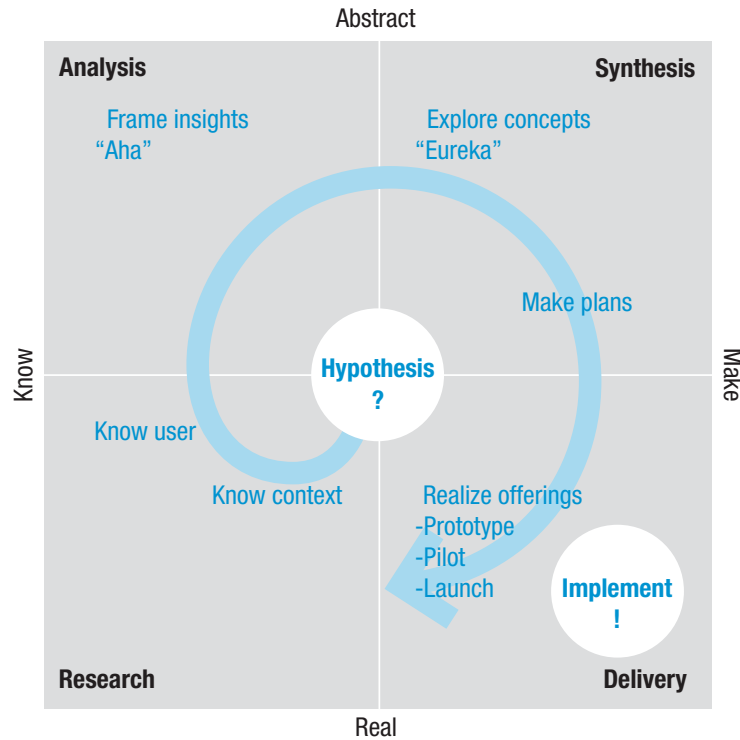 Abstract
Analysis
Synthesis
Frame insights
“Aha”
Explore concepts
“Eureka”
Make plans
Know
Hypothesis
?
Make
Know user
Know context
Realize offerings
-Prototype
-Pilot
-Launch
Implement
!
Research
Delivery
Real